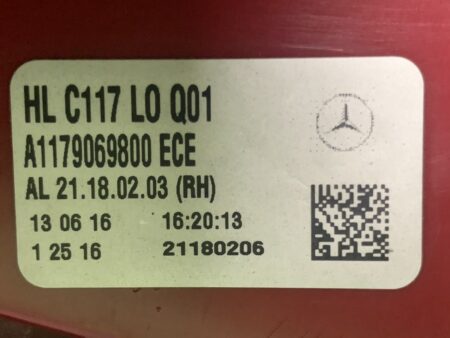 HL C117 LO Q01
A1179069800 ECE
AL 21.18.02.03 (RH)
13 06 16 16:20:13
1 25 16 21180206